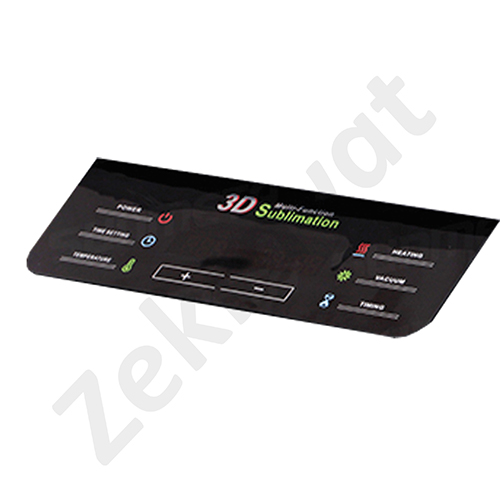 3D Multi-Function
Sublimation
POWER
TIME SETTING
TEMPERATURE
+ −
HEATING
VACUUM
TIMING